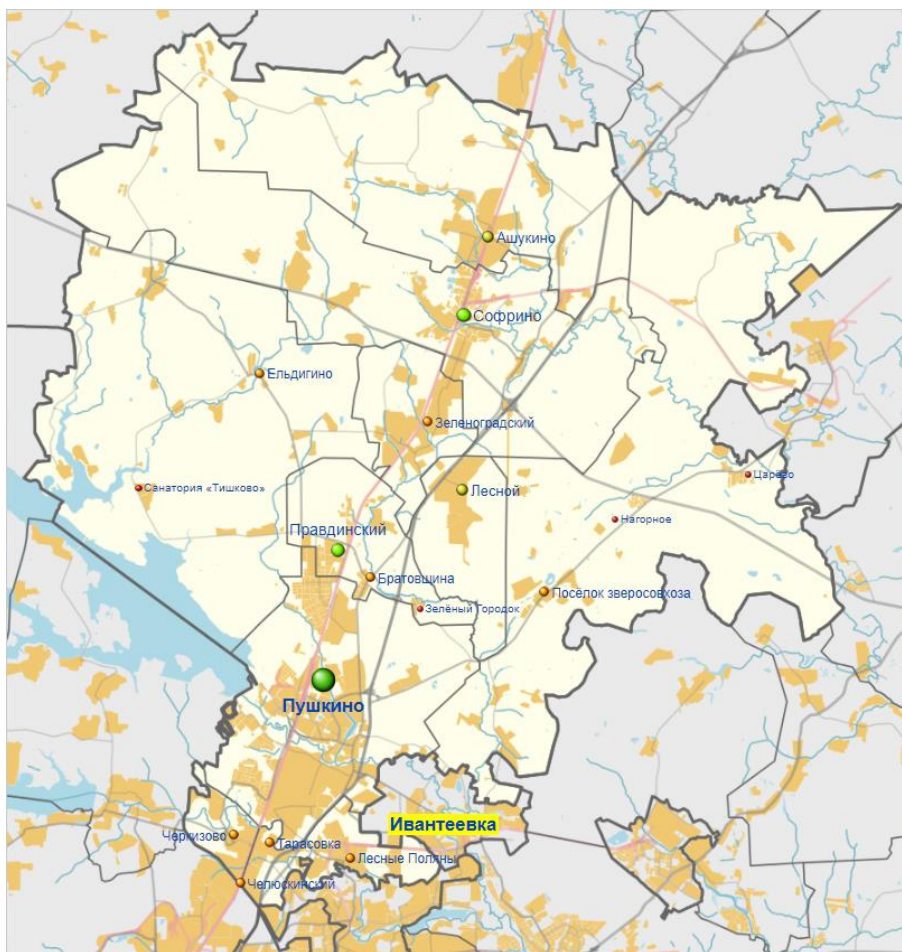 Ашукино
Софрино
Ельдигино
Зеленоградский
Царёво
Санатория «Тишково»
Лесной
Нагорное
Правдинский
Братовщина
Посёлок зверосовхоза
Зелёный Городок
Пушкино
Ивантеевка
Черкизово
Тарасовка
Лесные Поляны
Челюскинский